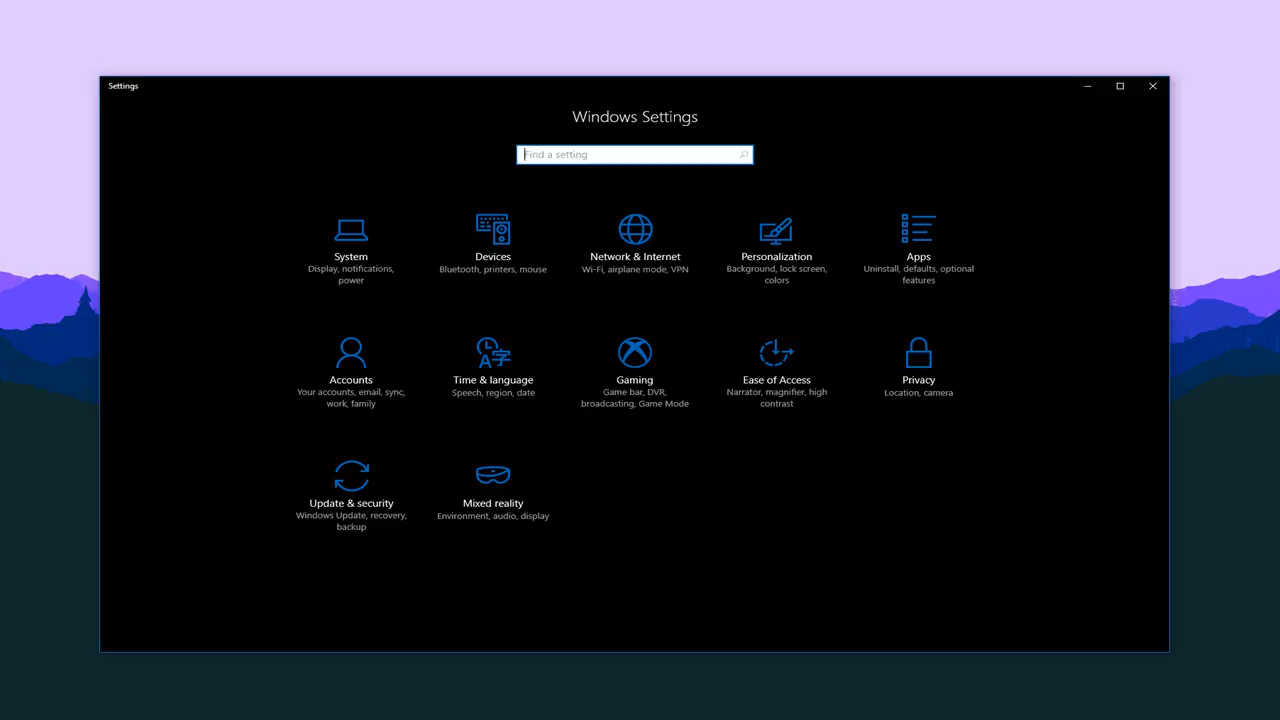 Settings
Windows Settings
Find a setting
System
Display, notifications,
power
Devices
Bluetooth, printers, mouse
Network & Internet
Wi-Fi, airplane mode, VPN
Personalization
Background, lock screen,
colors
Apps
Uninstall, defaults, optional
features
Accounts
Your accounts, email, sync,
work, family
Time & language
Speech, region, date
Gaming
Game bar, DVR,
broadcasting, Game Mode
Ease of Access
Narrator, magnifier, high
contrast
Privacy
Location, camera
Update & security
Windows Update, recovery,
backup
Mixed reality
Environment, audio, display